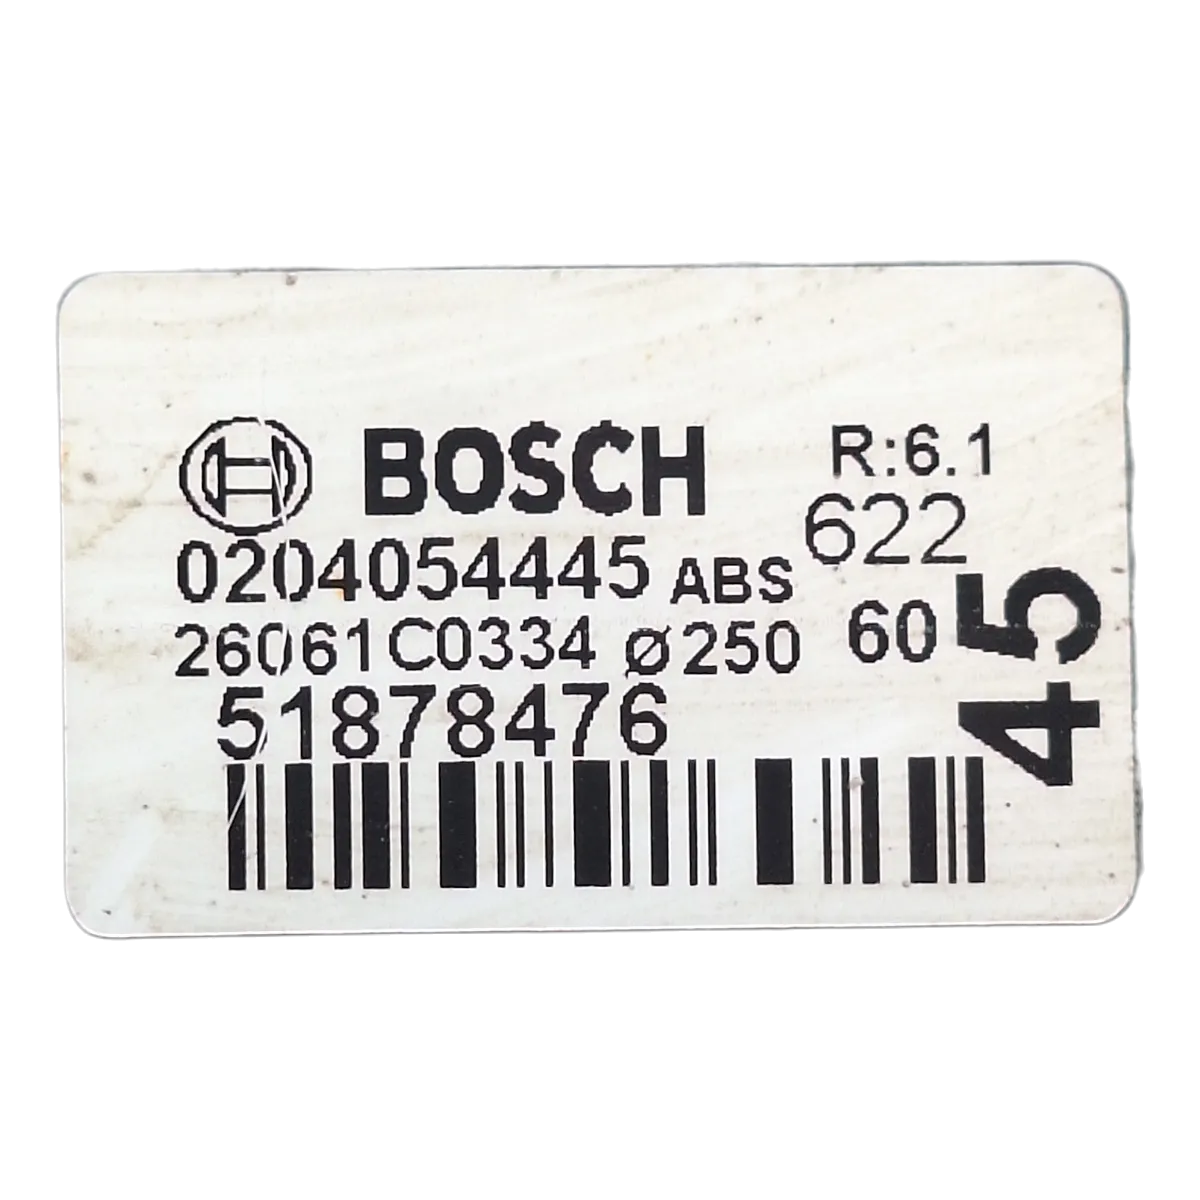 BOSCH R:6.1
0204054445 ABS 622
26061C0334 Ø250 60
51878476
45